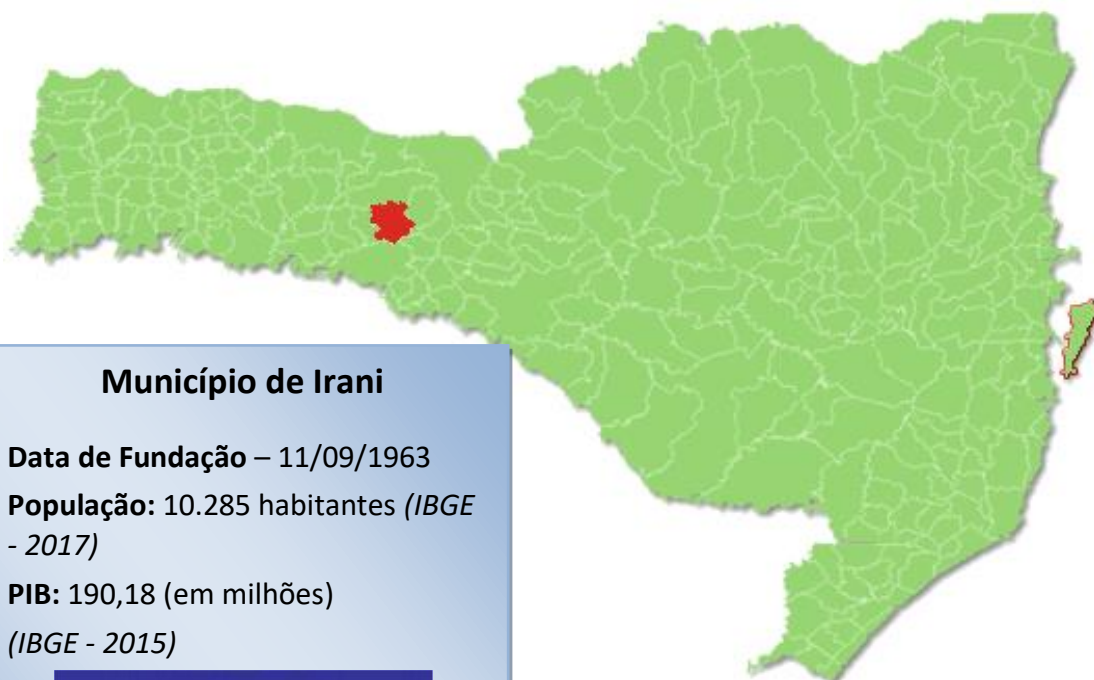 Município de Irani
Data de Fundação – 11/09/1963
População: 10.285 habitantes (IBGE
- 2017)
PIB: 190,18 (em milhões)
(IBGE - 2015)